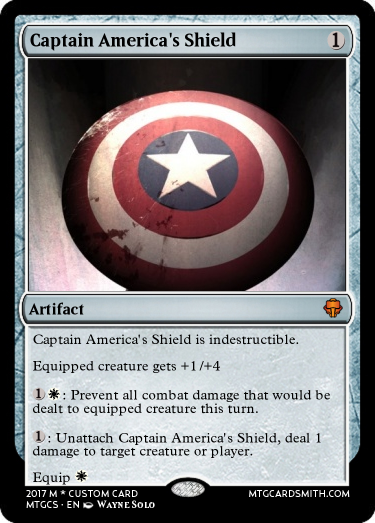 Captain America's Shield 1
Artifact
Captain America's Shield is indestructible.
Equipped creature gets +1/+4
1 : Prevent all combat damage that would be
dealt to equipped creature this turn.
1 : Unattach Captain America's Shield, deal 1
damage to target creature or player.
Equip
2017 M * CUSTOM CARD
MTGCS • EN WAYNE SOLO
MTGCARDSMITH.COM